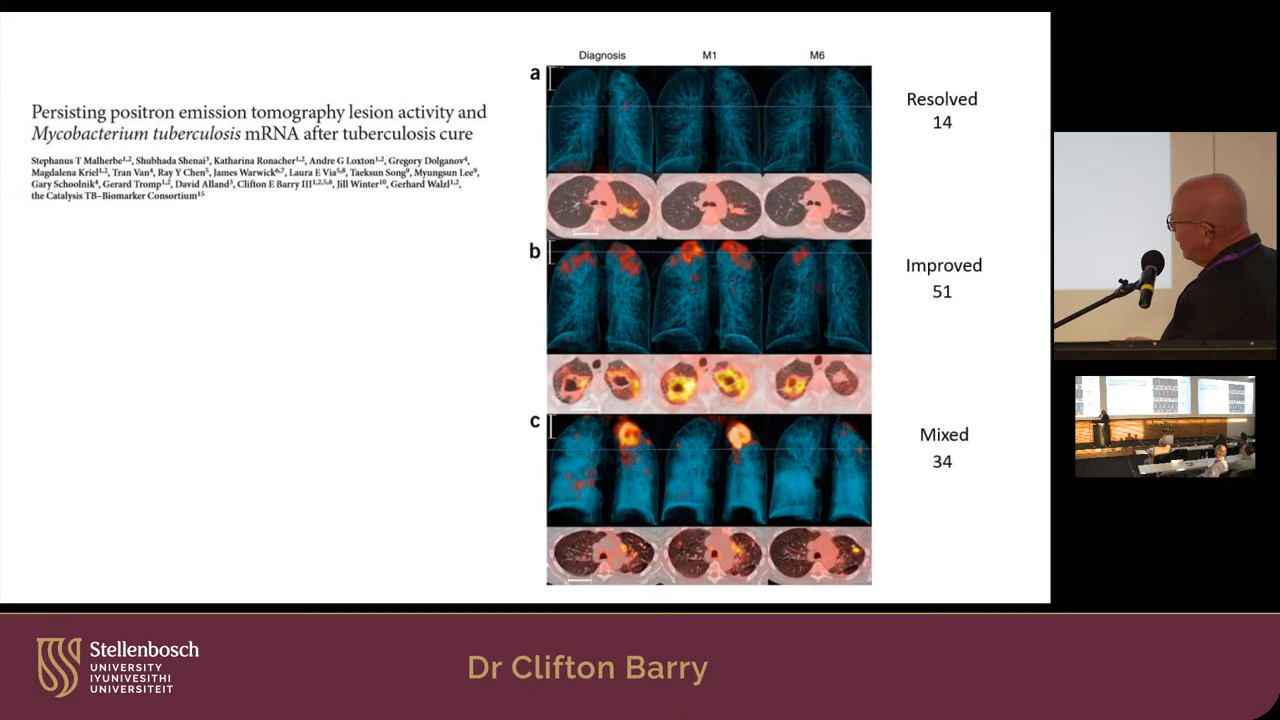 Persisting positron emission tomography lesion activity and
Mycobacterium tuberculosis mRNA after tuberculosis cure
Stephanus T Malherbe1,2, Shubhada Shenai3, Katharina Ronacher1,2, Andre G Loxton1,2, Gregory Dolganov4,
Magdalena Kriel1,2, Tran Van4, Ray Y Chen5, James Warwick6,7, Laura E Via5,8, Taeksun Song9, Myungsun Lee9,
Gary Schoolnik4, Gerard Tromp1,2, David Alland3, Clifton E Barry III1,2,5,8, Jill Winter10, Gerhard Walzl1,2,
the Catalysis TB–Biomarker Consortium15
Diagnosis M1 M6
a
Resolved
14
b
Improved
51
c
Mixed
34
Stellenbosch
UNIVERSITY
IYUNIVESITHI
UNIVERSITEIT
Dr Clifton Barry